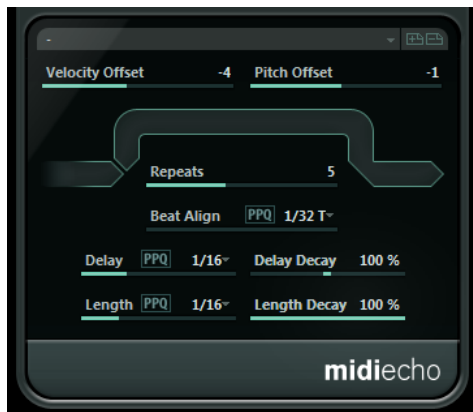 -
Velocity Offset -4 Pitch Offset -1
Repeats 5
Beat Align PPQ 1/32 T
Delay PPQ 1/16 Delay Decay 100 %
Length PPQ 1/16 Length Decay 100 %
midiecho